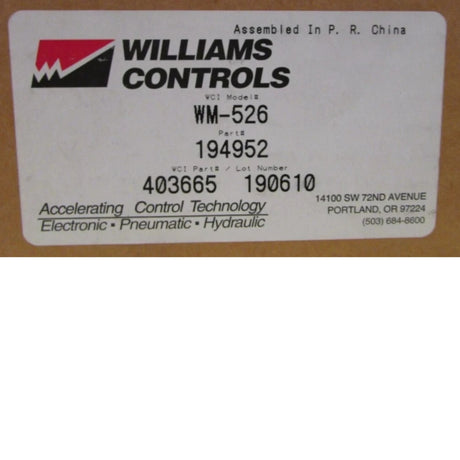 Assembled In P. R. China
WILLIAMS
CONTROLS
WCI Model#
WM-526
Part#
194952
WCI Part# / Lot Number
403665 190610
Accelerating Control Technology
Electronic ▪ Pneumatic ▪ Hydraulic
14100 SW 72ND AVENUE
PORTLAND, OR 97224
(503) 684-8600